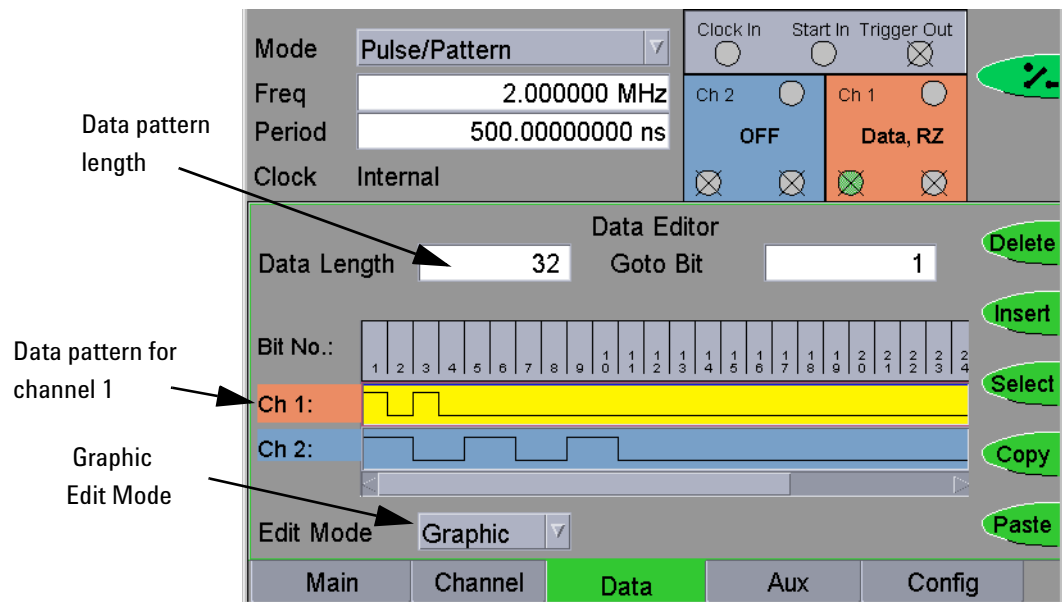 Mode Pulse/Pattern
Freq 2.000000 MHz
Period 500.00000000 ns
Clock Internal
Clock In Start In Trigger Out
Ch 2 Ch 1
OFF Data, RZ
Data pattern
length
Data Editor
Data Length 32 Goto Bit 1
Bit No.: 1 2 3 4 5 6 7 8 9 10 11 12 13 14 15 16 17 18 19 20 21 22 23 24
Data pattern for
channel 1
Ch 1:
Ch 2:
Graphic
Edit Mode
Edit Mode Graphic
Delete
Insert
Select
Copy
Paste
Main Channel Data Aux Config